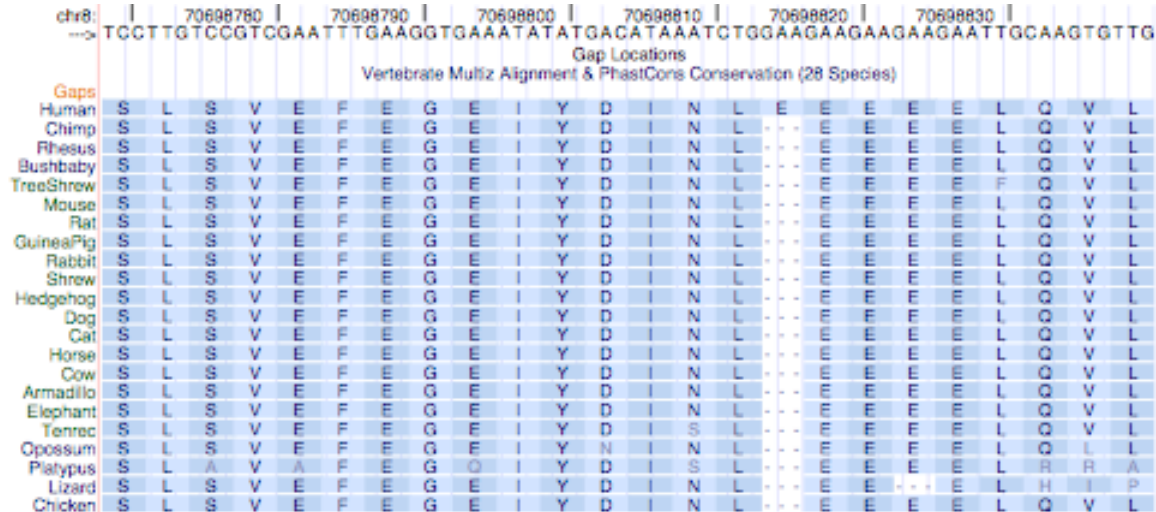 chr8: 70698780 | 70698790 | 70698800 | 70698810 | 70698820 | 70698830 |
---> TCCTTGTCCGTCGAATTTGAAGGTGAAATATATGACATAAATCTGGAAGAAGAAGAAGAATTGCAAGTGTTG
Gap Locations
Vertebrate Multiz Alignment & PhastCons Conservation (28 Species)
Gaps
Human S L S V E F E G E I Y D I N L E E E E E L Q V L
Chimp S L S V E F E G E I Y D I N L - - - E E E E L Q V L
Rhesus S L S V E F E G E I Y D I N L - - - E E E E L Q V L
Bushbaby S L S V E F E G E I Y D I N L - - - E E E E L Q V L
TreeShrew S L S V E F E G E I Y D I N L - - - E E E E F Q V L
Mouse S L S V E F E G E I Y D I N L - - - E E E E L Q V L
Rat S L S V E F E G E I Y D I N L - - - E E E E L Q V L
GuineaPig S L S V E F E G E I Y D I N L - - - E E E E L Q V L
Rabbit S L S V E F E G E I Y D I N L - - - E E E E L Q V L
Shrew S L S V E F E G E I Y D I N L - - - E E E E L Q V L
Hedgehog S L S V E F E G E I Y D I N L - - - E E E E L Q V L
Dog S L S V E F E G E I Y D I N L - - - E E E E L Q V L
Cat S L S V E F E G E I Y D I N L - - - E E E E L Q V L
Horse S L S V E F E G E I Y D I N L - - - E E E E L Q V L
Cow S L S V E F E G E I Y D I N L - - - E E E E L Q V L
Armadillo S L S V E F E G E I Y D I N L - - - E E E E L Q V L
Elephant S L S V E F E G E I Y D I N L - - - E E E E L Q V L
Tenrec S L S V E F E G E I Y D I S L - - - E E E E L Q V L
Opossum S L S V E F E G E I Y N I N L - - - E E E E L Q L L
Platypus S L A V A F E G Q I Y D I S L - - - E E E E L R R A
Lizard S L S V E F E G E I Y D I N L - - - E E - - - E L H I P
Chicken S L S V E F E G E I Y D I N L - - - E E E E L Q V L